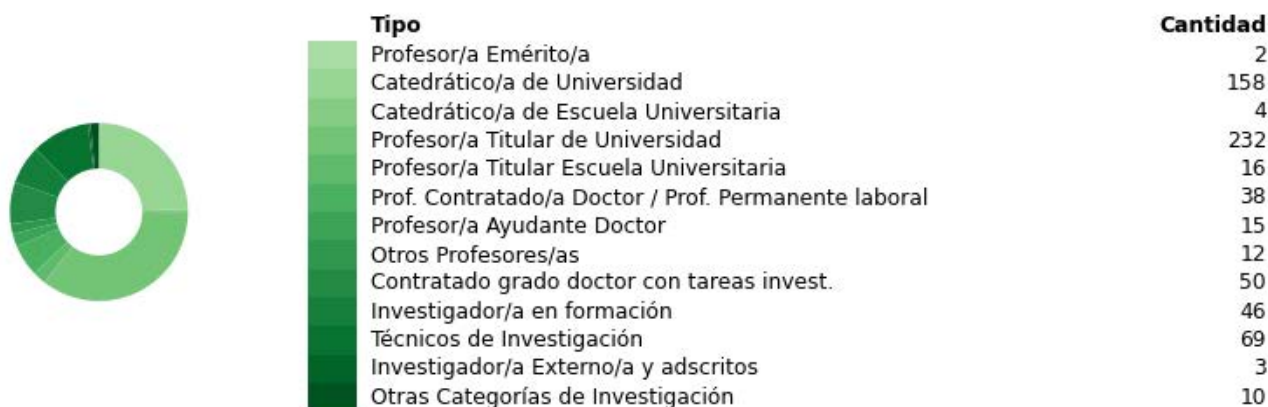 Tipo Cantidad
Profesor/a Emérito/a 2
Catedrático/a de Universidad 158
Catedrático/a de Escuela Universitaria 4
Profesor/a Titular de Universidad 232
Profesor/a Titular Escuela Universitaria 16
Prof. Contratado/a Doctor / Prof. Permanente laboral 38
Profesor/a Ayudante Doctor 15
Otros Profesores/as 12
Contratado grado doctor con tareas invest. 50
Investigador/a en formación 46
Técnicos de Investigación 69
Investigador/a Externo/a y adscritos 3
Otras Categorías de Investigación 10